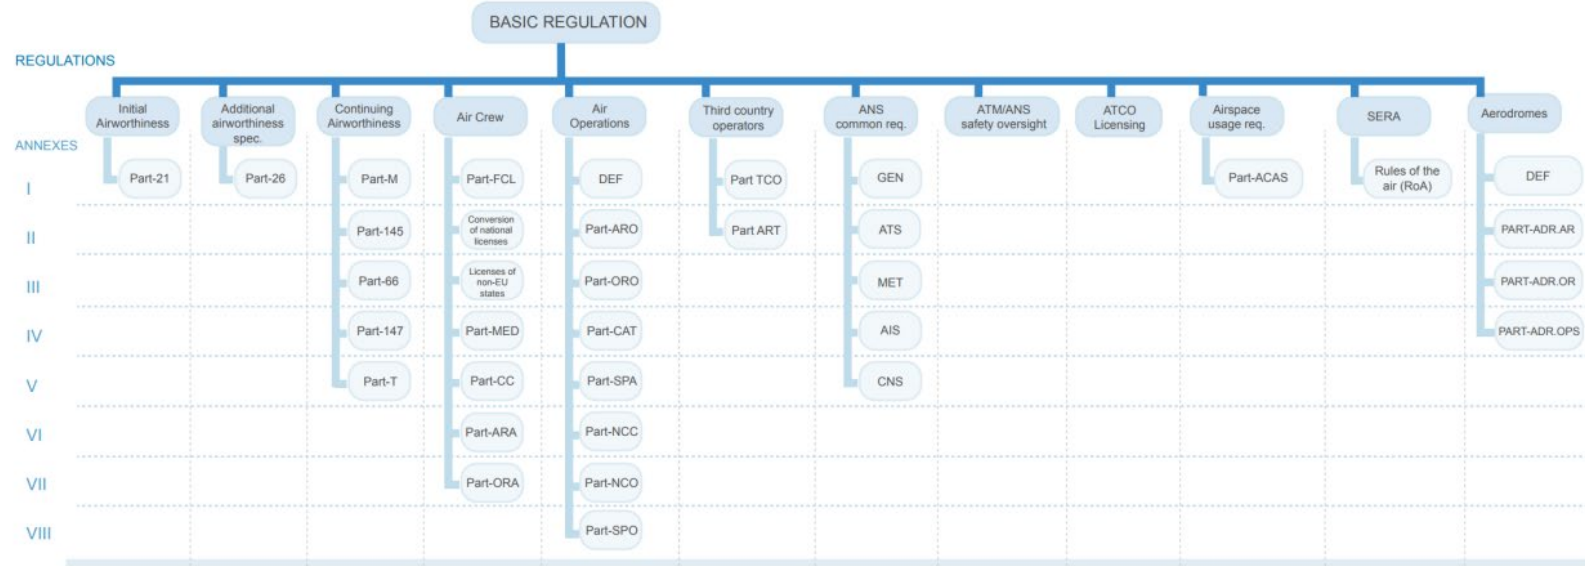 BASIC REGULATION
REGULATIONS
Initial
Airworthiness
Additional
airworthiness
spec.
Continuing
Airworthiness
Air Crew
Air
Operations
Third country
operators
ANS
common req.
ATM/ANS
safety oversight
ATCO
Licensing
Airspace
usage req.
SERA
Aerodromes
ANNEXES
I
Part-21
Part-26
Part-M
Part-FCL
DEF
Part TCO
GEN
Part-ACAS
Rules of the
air (RoA)
DEF
II
Part-145
Conversion
of national
licenses
Part-ARO
Part ART
ATS
PART-ADR.AR
III
Part-66
Licenses of
non-EU
states
Part-ORO
MET
PART-ADR.OR
IV
Part-147
Part-MED
Part-CAT
AIS
PART-ADR.OPS
V
Part-T
Part-CC
Part-SPA
CNS
VI
Part-ARA
Part-NCC
VII
Part-ORA
Part-NCO
VIII
Part-SPO